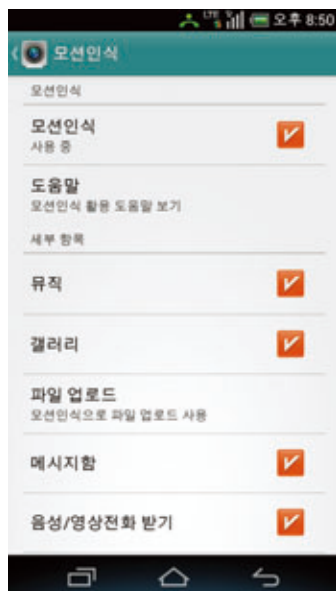 LTE 오후 8:50
모션인식
모션인식
모션인식
사용 중
도움말
모션인식 활용 도움말 보기
세부 항목
뮤직
갤러리
파일 업로드
모션인식으로 파일 업로드 사용
메시지함
음성/영상전화 받기